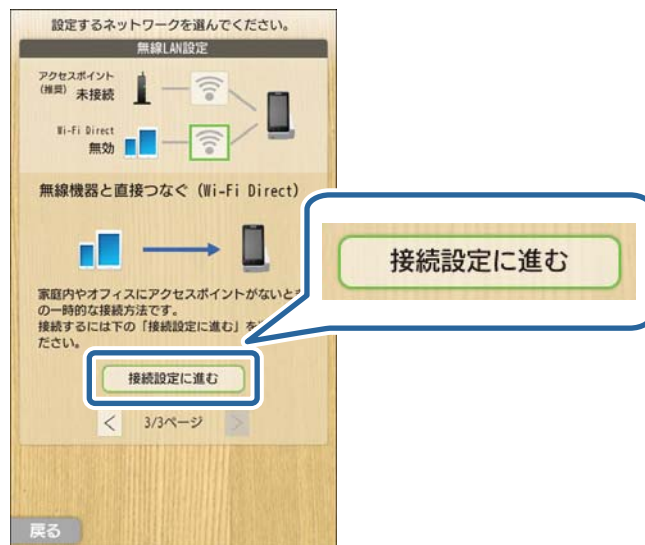 設定するネットワークを選んでください。
無線LAN設定
アクセスポイント
(推奨) 未接続
Wi-Fi Direct
無効
無線機器と直接つなぐ (Wi-Fi Direct)
家庭内やオフィスにアクセスポイントがないと
の一時的な接続方法です。
接続するには下の「接続設定に進む」を
ださい。
接続設定に進む
< 3/3ページ >
戻る
接続設定に進む